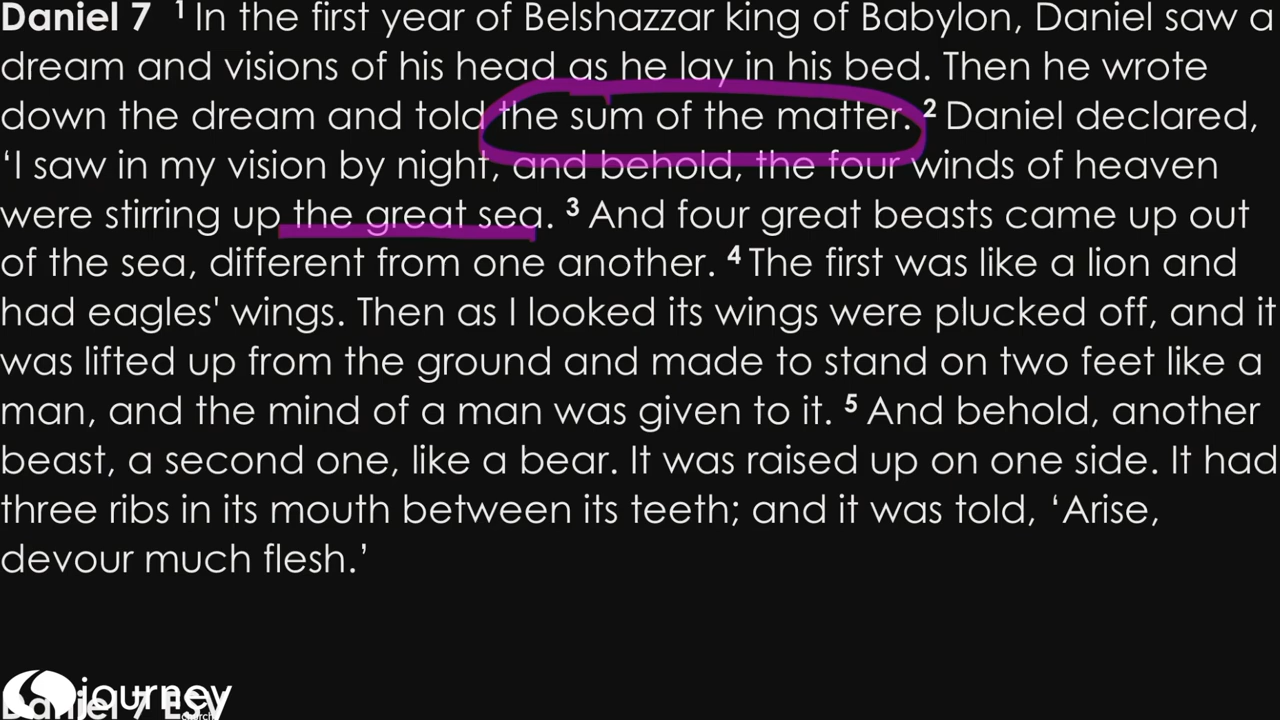 Daniel 7 1 In the first year of Belshazzar king of Babylon, Daniel saw a
dream and visions of his head as he lay in his bed. Then he wrote
down the dream and told the sum of the matter. 2 Daniel declared,
‘I saw in my vision by night, and behold, the four winds of heaven
were stirring up the great sea. 3 And four great beasts came up out
of the sea, different from one another. 4 The first was like a lion and
had eagles' wings. Then as I looked its wings were plucked off, and it
was lifted up from the ground and made to stand on two feet like a
man, and the mind of a man was given to it. 5 And behold, another
beast, a second one, like a bear. It was raised up on one side. It had
three ribs in its mouth between its teeth; and it was told, ‘Arise,
devour much flesh.’
journey
church
Daniel 7 ESV